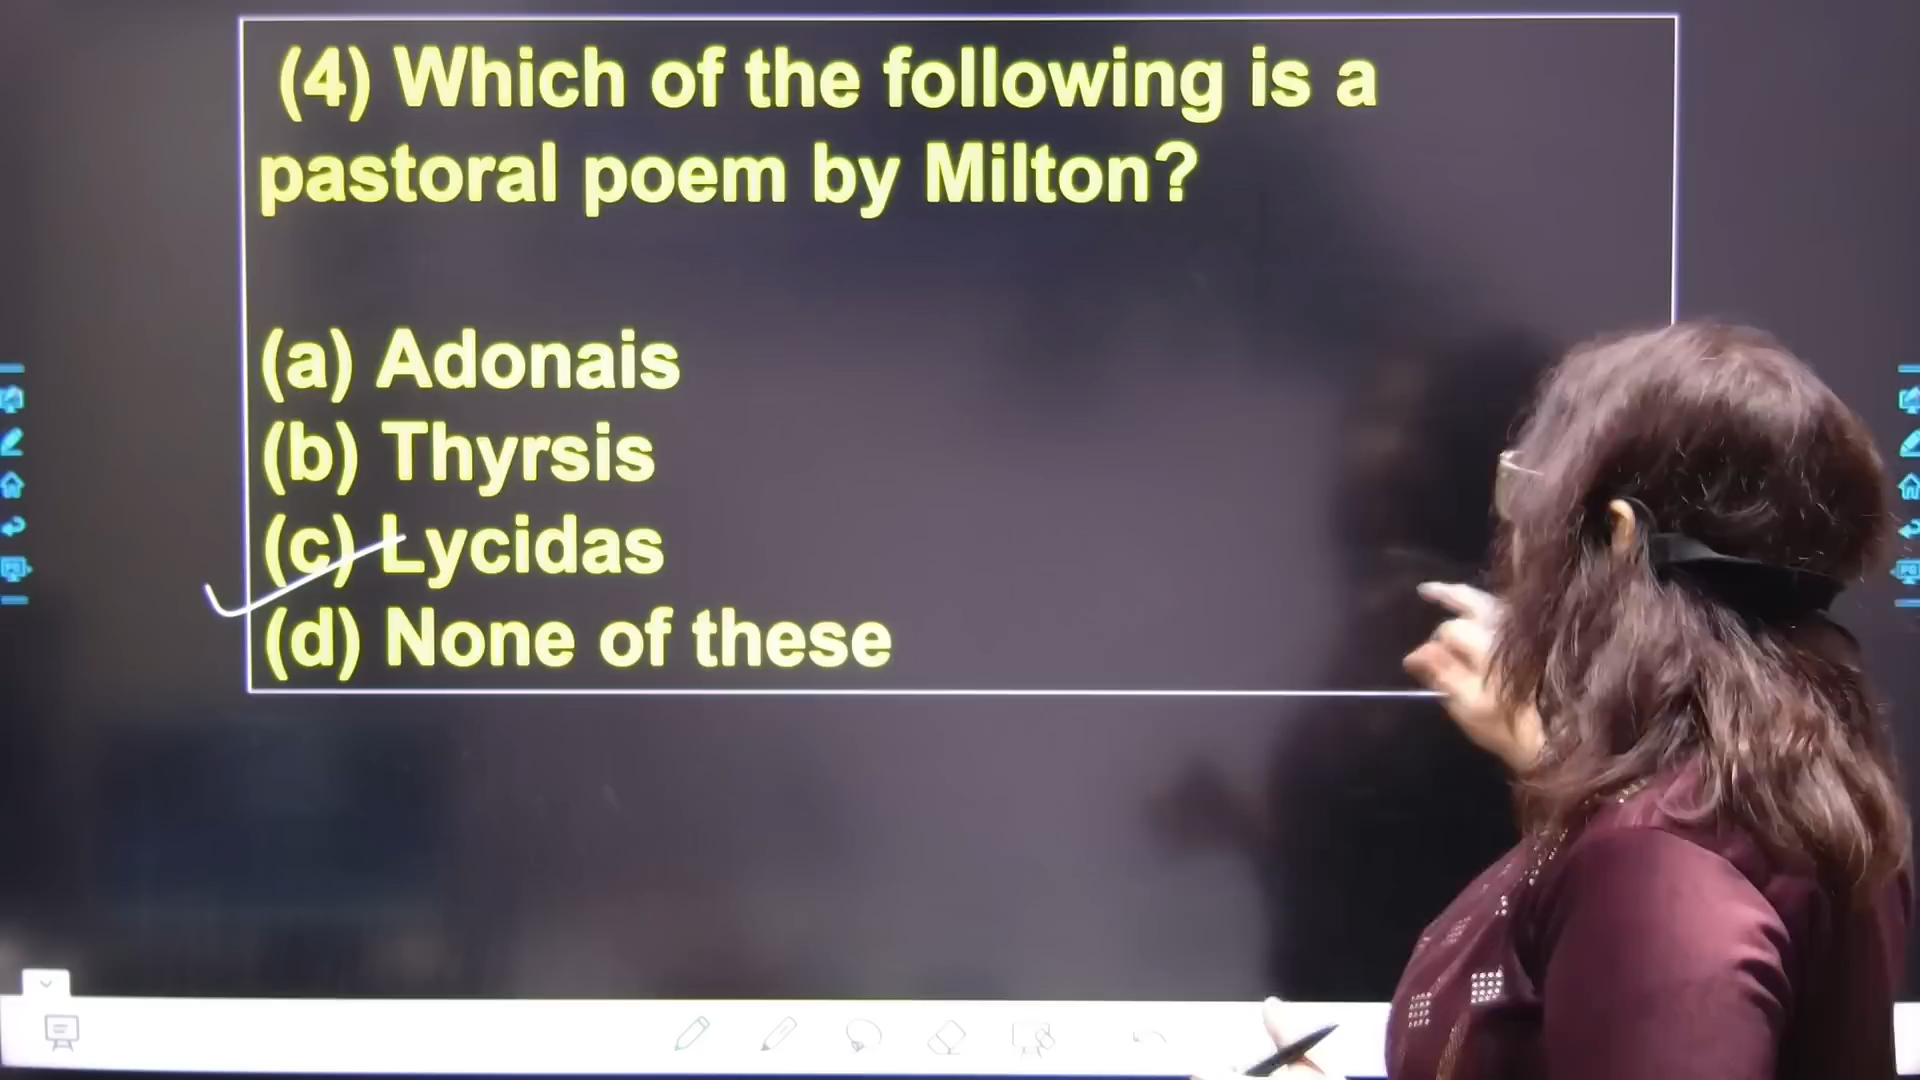 (4) Which of the following is a
pastoral poem by Milton?
(a) Adonais
(b) Thyrsis
(c) Lycidas
(d) None of these